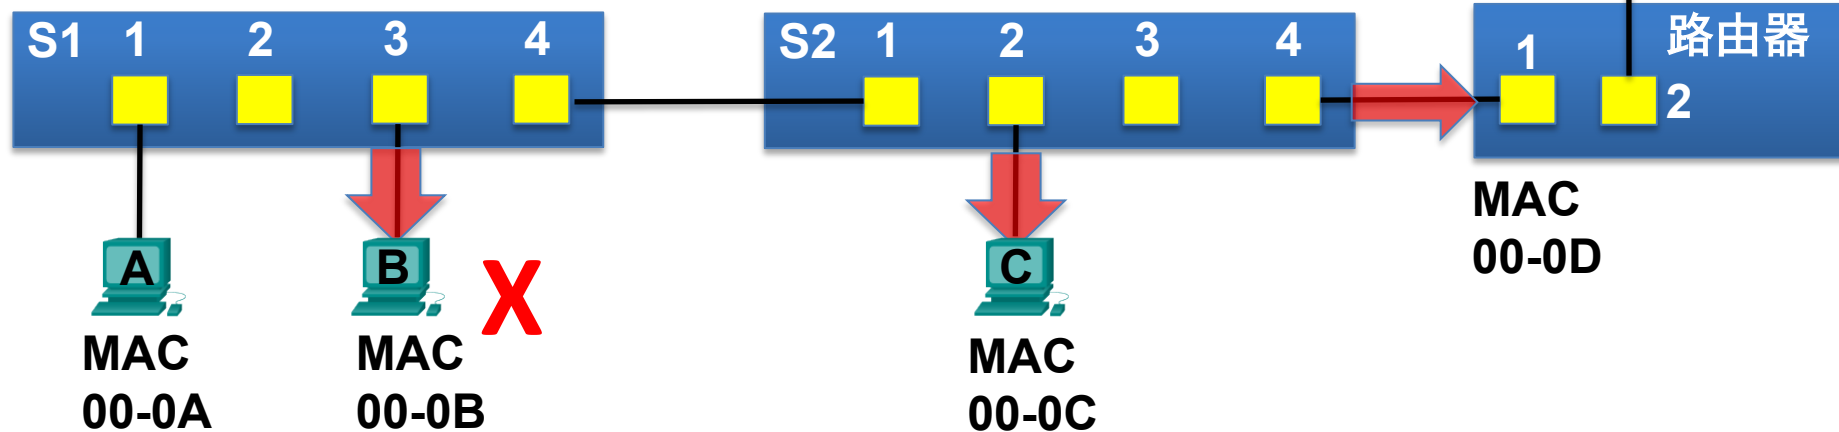 S1 1 2 3 4
S2 1 2 3 4
1 路由器
2
A
MAC
00-0A
B
X
MAC
00-0B
C
MAC
00-0C
MAC
00-0D